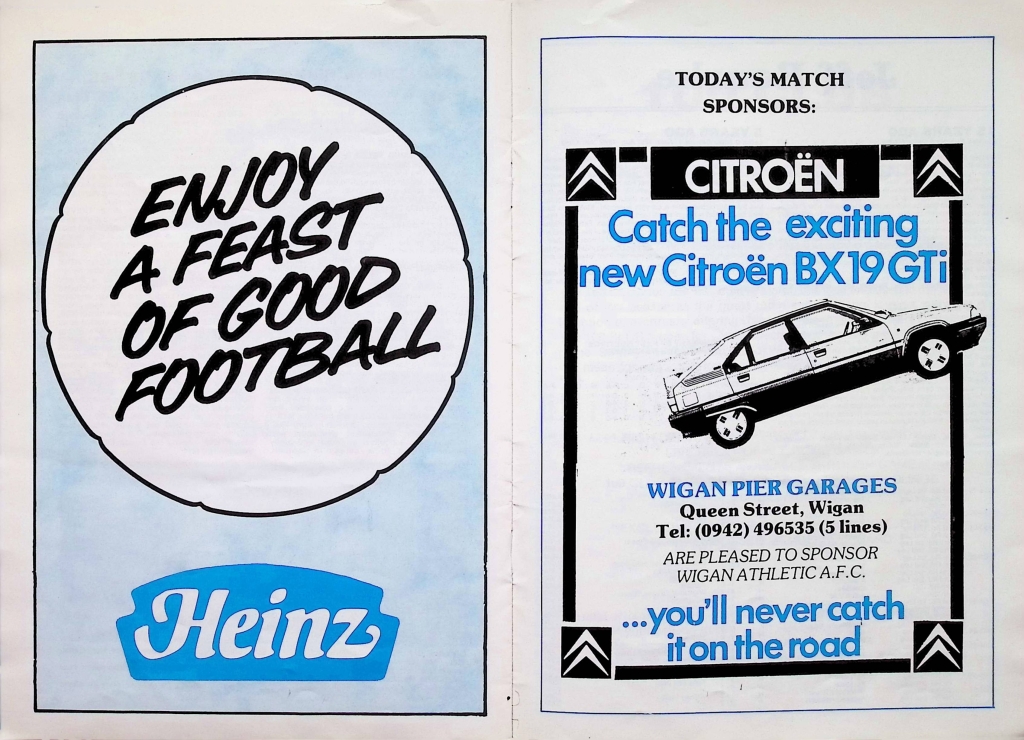 ENJOY
A FEAST
OF GOOD
FOOTBALL
Heinz
TODAY'S MATCH
SPONSORS:
CITROËN
Catch the exciting
new Citroën BX19GTi
WIGAN PIER GARAGES
Queen Street, Wigan
Tel: (0942) 496535 (5 lines)
ARE PLEASED TO SPONSOR
WIGAN ATHLETIC A.F.C.
...you'll never catch
it on the road